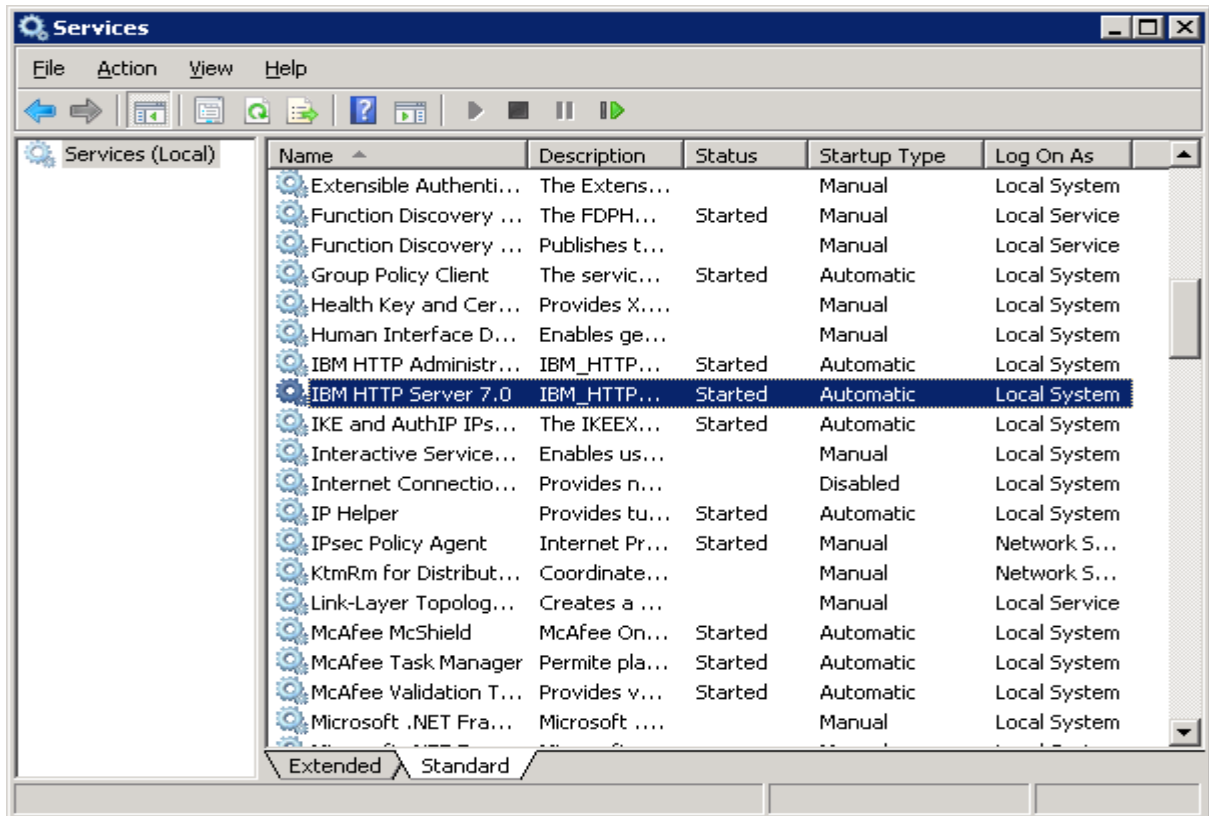 Services
File Action View Help
Services (Local)
Name Description Status Startup Type Log On As
Extensible Authenti... The Extens... Manual Local System
Function Discovery ... The FDPH... Started Manual Local Service
Function Discovery ... Publishes t... Manual Local Service
Group Policy Client The servic... Started Automatic Local System
Health Key and Cer... Provides X.... Manual Local System
Human Interface D... Enables ge... Manual Local System
IBM HTTP Administr... IBM_HTTP... Started Automatic Local System
IBM HTTP Server 7.0 IBM_HTTP... Started Automatic Local System
IKE and AuthIP IPs... The IKEEX... Started Automatic Local System
Interactive Service... Enables us... Manual Local System
Internet Connectio... Provides n... Disabled Local System
IP Helper Provides tu... Started Automatic Local System
IPsec Policy Agent Internet Pr... Started Manual Network S...
KtmRm for Distribut... Coordinate... Manual Network S...
Link-Layer Topolog... Creates a ... Manual Local Service
McAfee McShield McAfee On... Started Automatic Local System
McAfee Task Manager Permite pla... Started Automatic Local System
McAfee Validation T... Provides v... Started Automatic Local System
Microsoft .NET Fra... Microsoft .... Manual Local System
Extended Standard